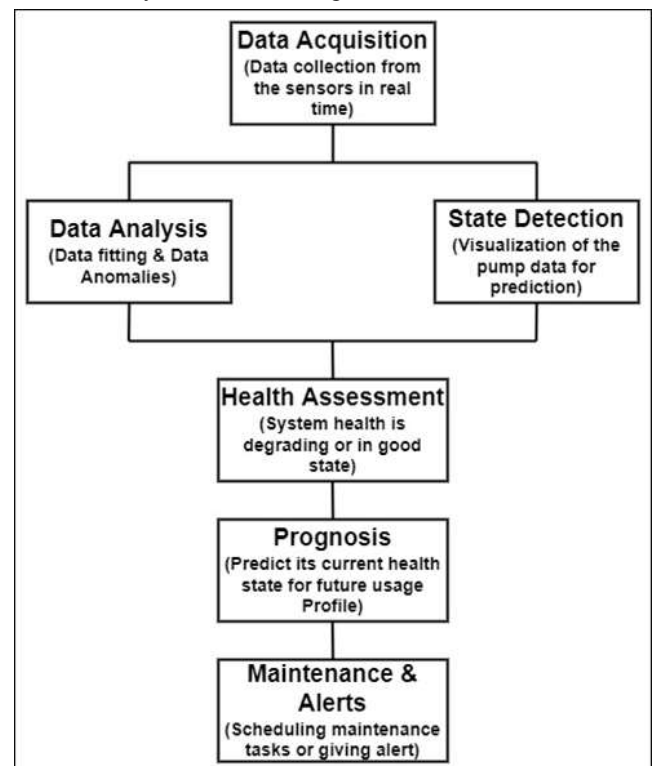 Data Acquisition
(Data collection from
the sensors in real
time)
Data Analysis
(Data fitting & Data
Anomalies)
State Detection
(Visualization of the
pump data for
prediction)
Health Assessment
(System health is
degrading or in good
state)
Prognosis
(Predict its current health
state for future usage
Profile)
Maintenance &
Alerts
(Scheduling maintenance
tasks or giving alert)